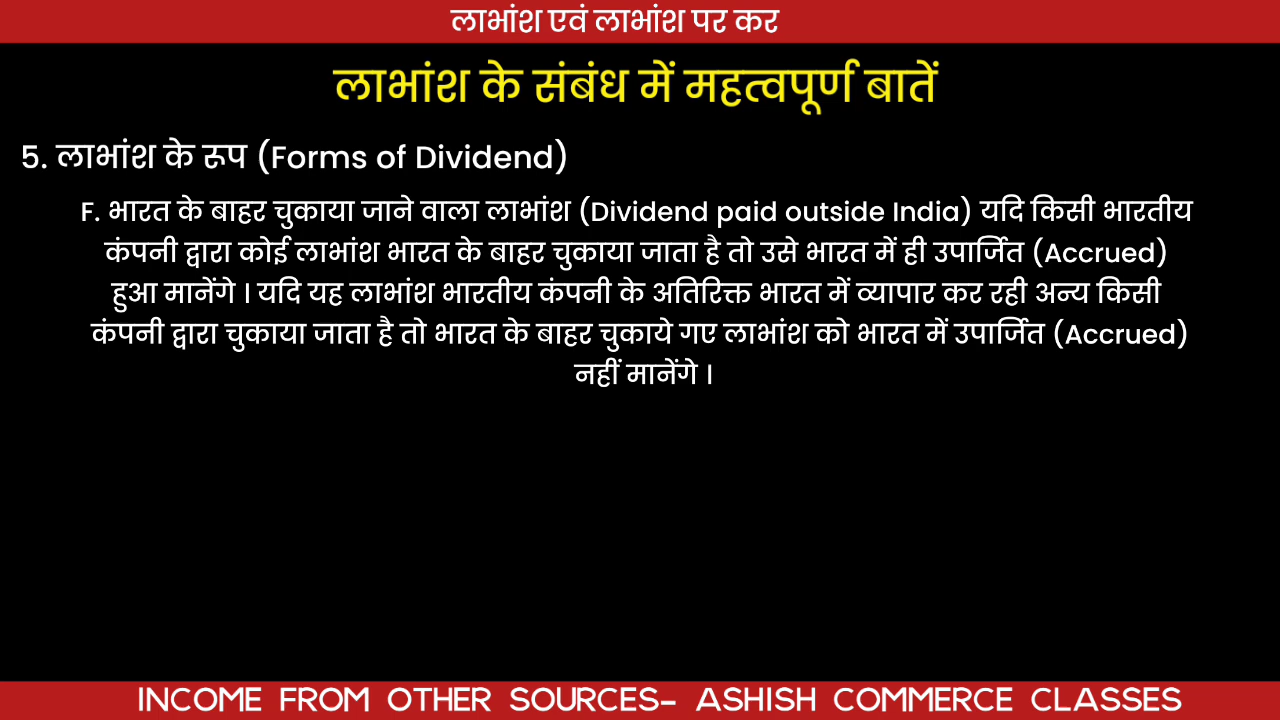 लाभांश एवं लाभांश पर कर
लाभांश के संबंध में महत्वपूर्ण बातें
5. लाभांश के रूप (Forms of Dividend)
F. भारत के बाहर चुकाया जाने वाला लाभांश (Dividend paid outside India) यदि किसी भारतीय
कंपनी द्वारा कोई लाभांश भारत के बाहर चुकाया जाता है तो उसे भारत में ही उपार्जित (Accrued)
हुआ मानेंगे । यदि यह लाभांश भारतीय कंपनी के अतिरिक्त भारत में व्यापार कर रही अन्य किसी
कंपनी द्वारा चुकाया जाता है तो भारत के बाहर चुकाये गए लाभांश को भारत में उपार्जित (Accrued)
नहीं मानेंगे ।
INCOME FROM OTHER SOURCES- ASHISH COMMERCE CLASSES